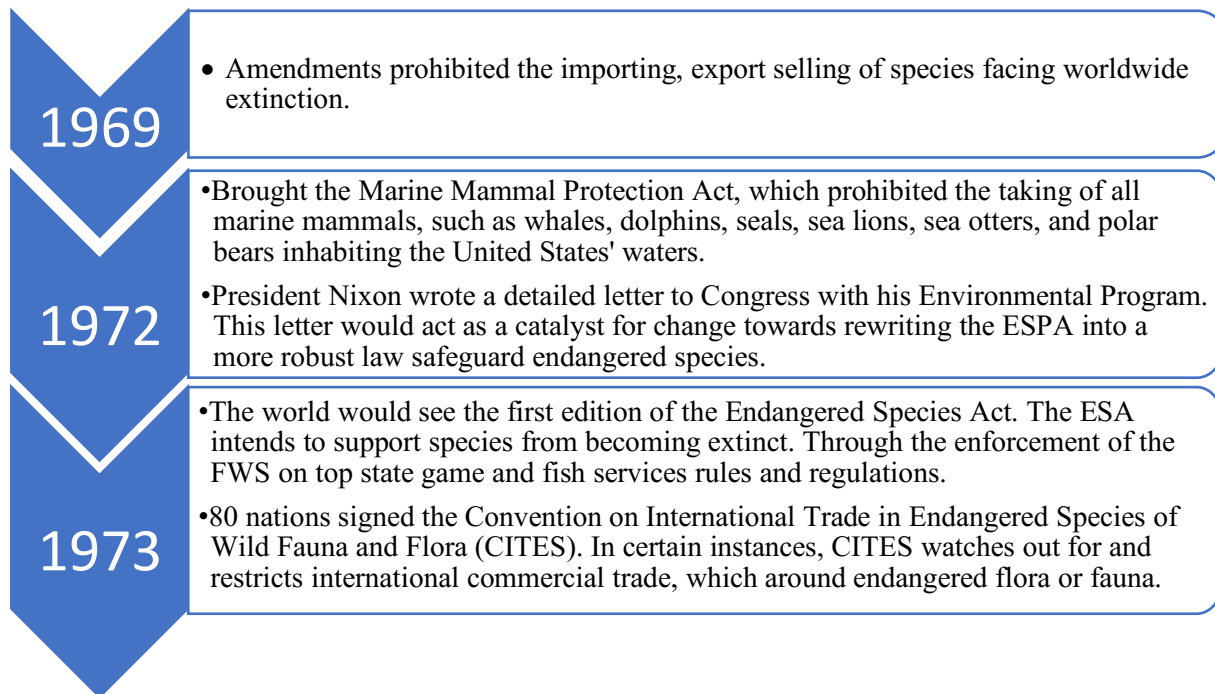 1969
• Amendments prohibited the importing, export selling of species facing worldwide
extinction.
1972
•Brought the Marine Mammal Protection Act, which prohibited the taking of all
marine mammals, such as whales, dolphins, seals, sea lions, sea otters, and polar
bears inhabiting the United States' waters.
•President Nixon wrote a detailed letter to Congress with his Environmental Program.
This letter would act as a catalyst for change towards rewriting the ESPA into a
more robust law safeguard endangered species.
1973
•The world would see the first edition of the Endangered Species Act. The ESA
intends to support species from becoming extinct. Through the enforcement of the
FWS on top state game and fish services rules and regulations.
•80 nations signed the Convention on International Trade in Endangered Species of
Wild Fauna and Flora (CITES). In certain instances, CITES watches out for and
restricts international commercial trade, which around endangered flora or fauna.